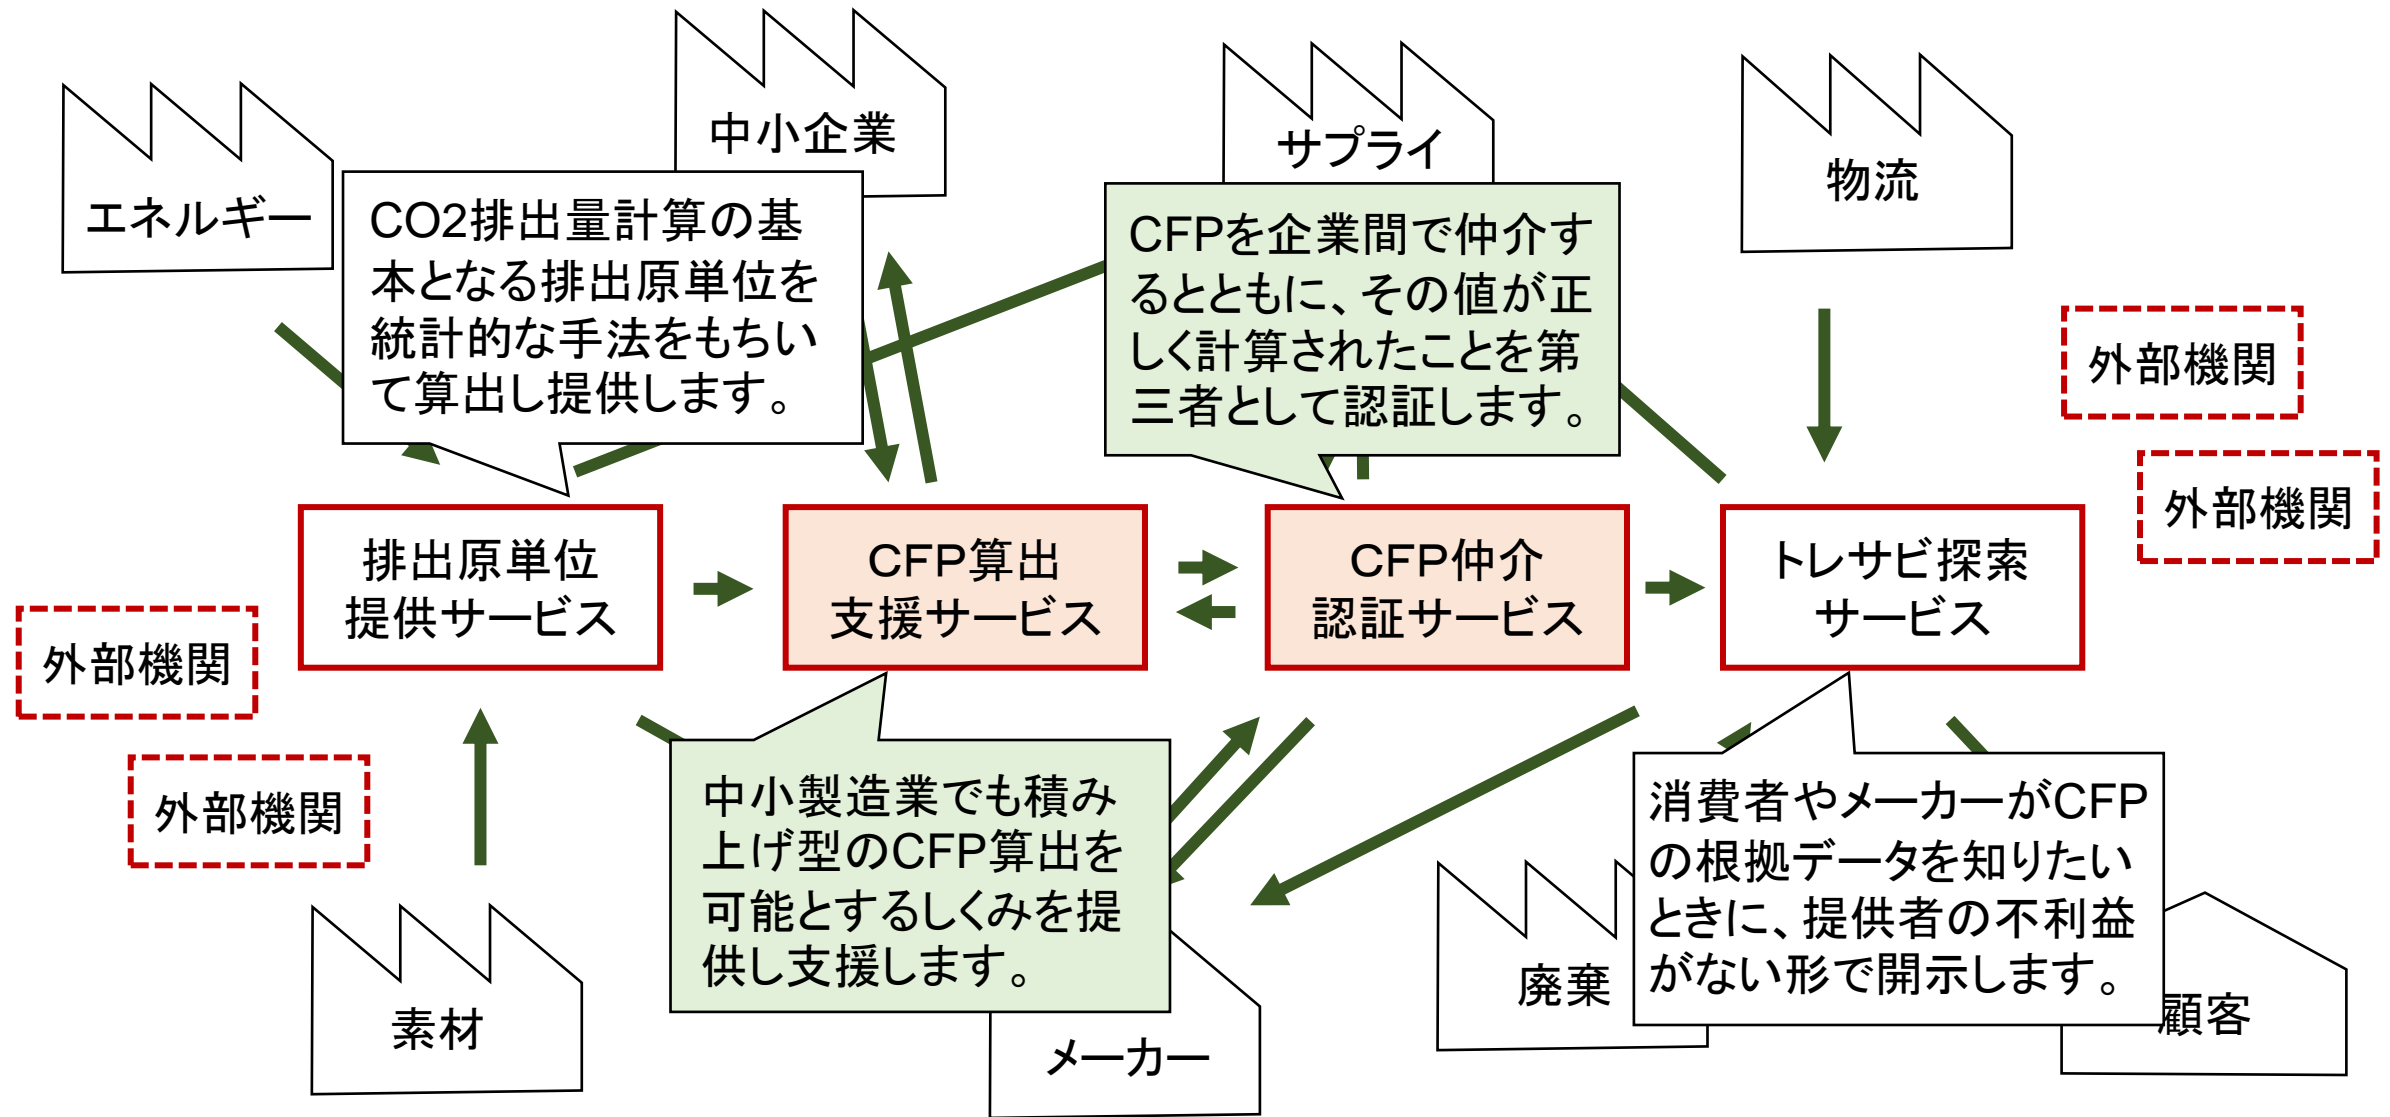 中小企業
サプライ
物流
エネルギー
CO2排出量計算の基
本となる排出原単位を
統計的な手法をもちい
て算出し提供します。
CFPを企業間で仲介す
るとともに、その値が正
しく計算されたことを第
三者として認証します。
外部機関
外部機関
排出原単位
提供サービス
CFP算出
支援サービス
CFP仲介
認証サービス
トレサビ探索
サービス
外部機関
外部機関
中小製造業でも積み
上げ型のCFP算出を
可能とするしくみを提
供し支援します。
消費者やメーカーがCFP
の根拠データを知りたい
ときに、提供者の不利益
がない形で開示します。
素材
メーカー
廃棄
顧客